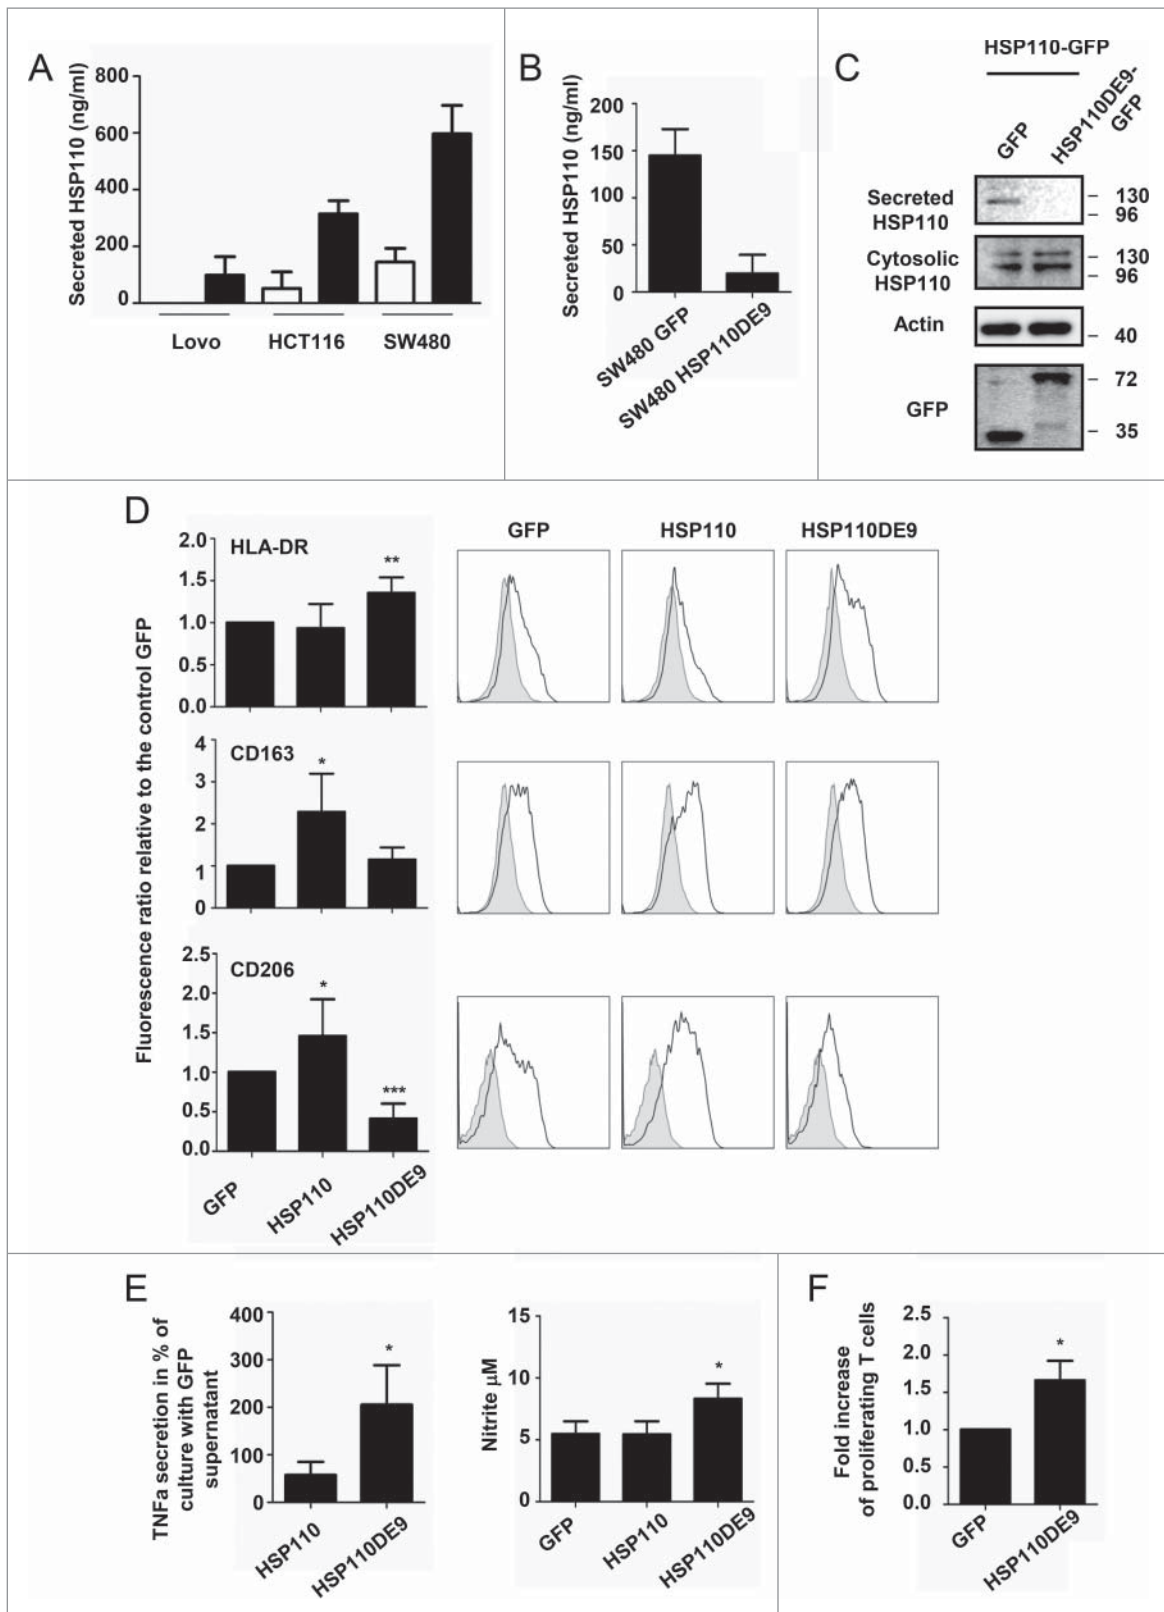 A
Secreted HSP110 (ng/ml)
800
600
400
200
0
Lovo
HCT116
SW480
B
Secreted HSP110 (ng/ml)
200
150
100
50
0
SW480 GFP
SW480 HSP110DE9
C
HSP110-GFP
GFP
HSP110DE9-
GFP
Secreted
HSP110
130
96
Cytosolic
HSP110
130
96
Actin
40
GFP
72
35
D
Fluorescence ratio relative to the control GFP
HLA-DR
2.0
1.5
1.0
0.5
0.0
**
CD163
4
3
2
1
0
*
CD206
2.5
2.0
1.5
1.0
0.5
0.0
*
***
GFP
HSP110
HSP110DE9
GFP
HSP110
HSP110DE9
E
TNFa secretion in % of
culture with GFP
supernatant
400
300
200
100
0
*
HSP110
HSP110DE9
Nitrite μM
15
10
5
0
*
GFP
HSP110
HSP110DE9
F
Fold increase
of proliferating T cells
2.5
2.0
1.5
1.0
0.5
0.0
*
GFP
HSP110DE9